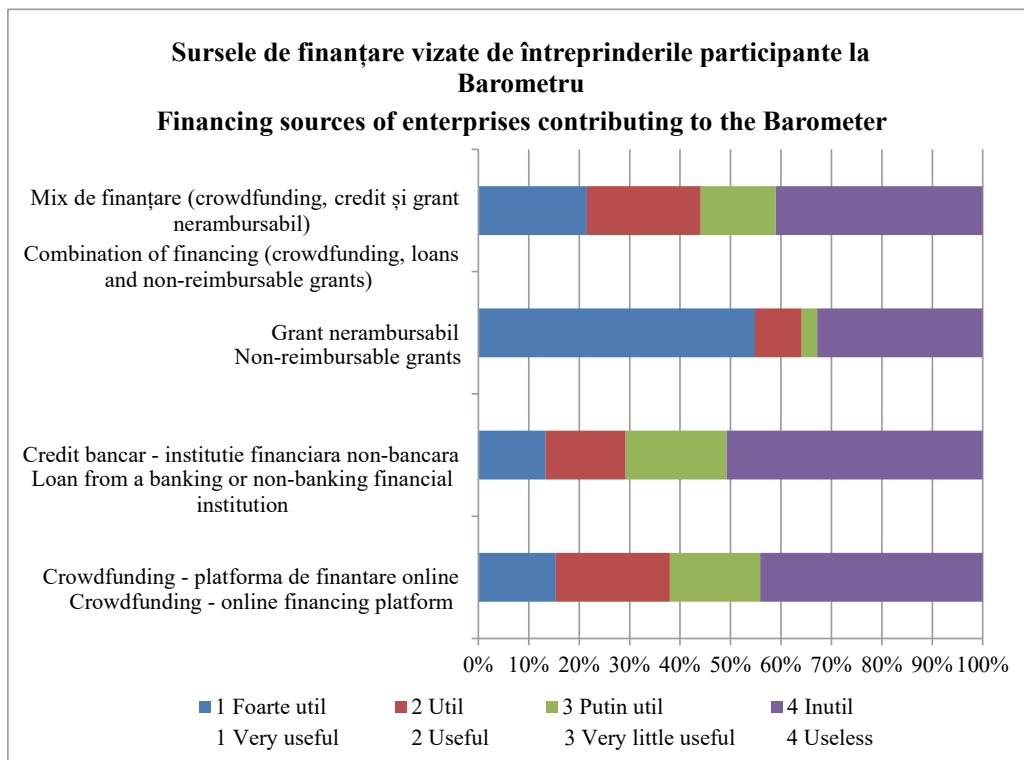 Sursele de finanțare vizate de întreprinderile participante la
Barometru
Financing sources of enterprises contributing to the Barometer
Mix de finanțare (crowdfunding, credit și grant
nerambursabil)
Combination of financing (crowdfunding, loans
and non-reimbursable grants)
Grant nerambursabil
Non-reimbursable grants
Credit bancar - institutie financiara non-bancara
Loan from a banking or non-banking financial
institution
Crowdfunding - platforma de finantare online
Crowdfunding - online financing platform
0% 10% 20% 30% 40% 50% 60% 70% 80% 90% 100%
1 Foarte util 2 Util 3 Putin util 4 Inutil
1 Very useful 2 Useful 3 Very little useful 4 Useless